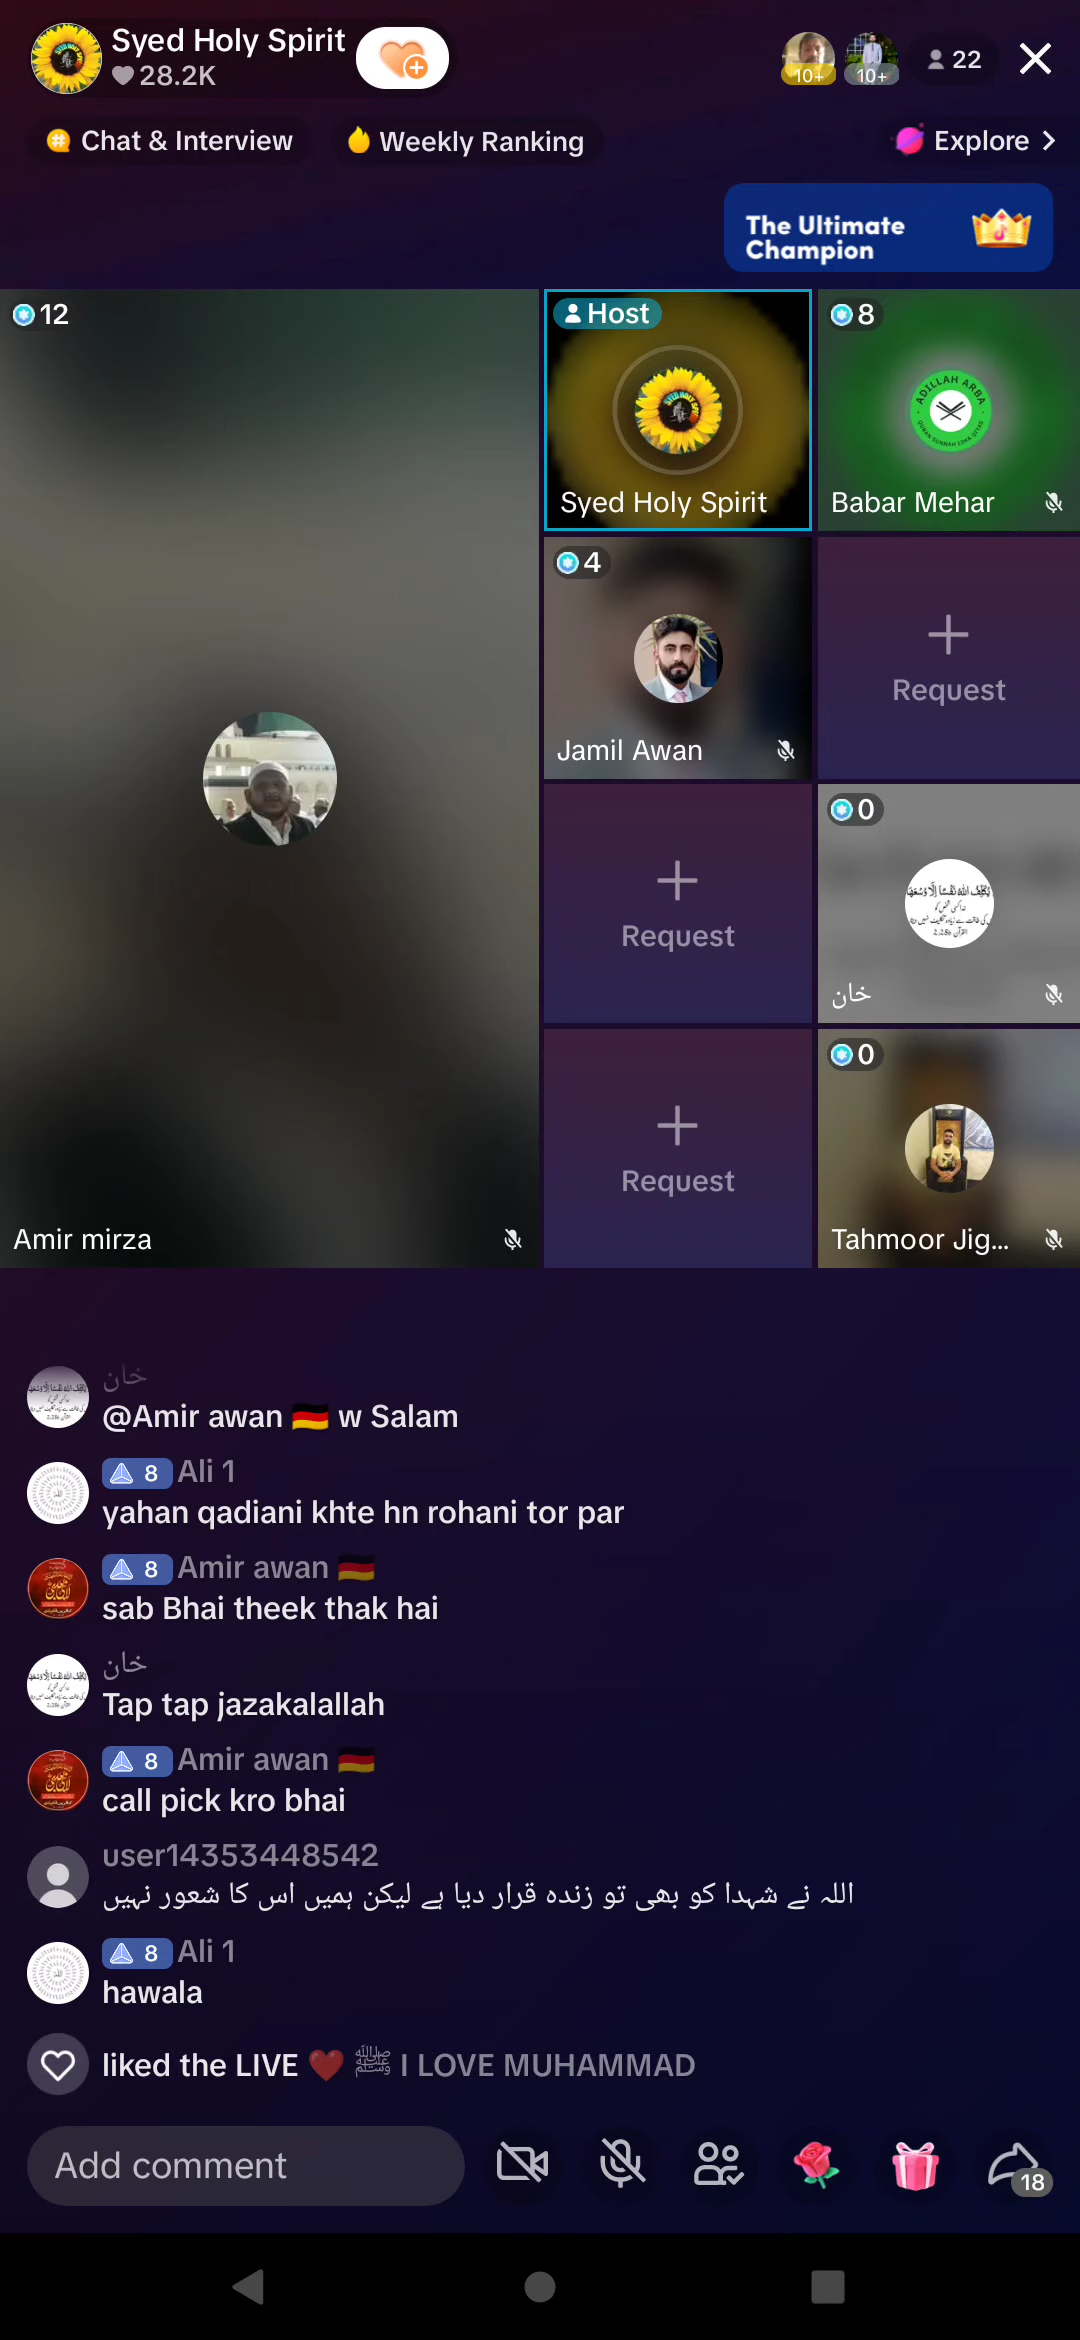 Syed Holy Spirit
28.2K
10+
10+
22
Chat & Interview
Weekly Ranking
Explore
The Ultimate
Champion
12
Host
8
ADILLAH ARBA
Syed Holy Spirit
Babar Mehar
4
Request
Jamil Awan
0
Request
خان
0
Request
Amir mirza
Tahmoor Jig...
خان
@Amir awan 🇩🇪 w Salam
8 Ali 1
yahan qadiani khte hn rohani tor par
8 Amir awan 🇩🇪
sab Bhai theek thak hai
خان
Tap tap jazakalallah
8 Amir awan 🇩🇪
call pick kro bhai
user14353448542
اللہ نے شہدا کو بھی تو زندہ قرار دیا ہے لیکن ہمیں اس کا شعور نہیں
8 Ali 1
hawala
liked the LIVE ❤️ ﷺ I LOVE MUHAMMAD
Add comment
18